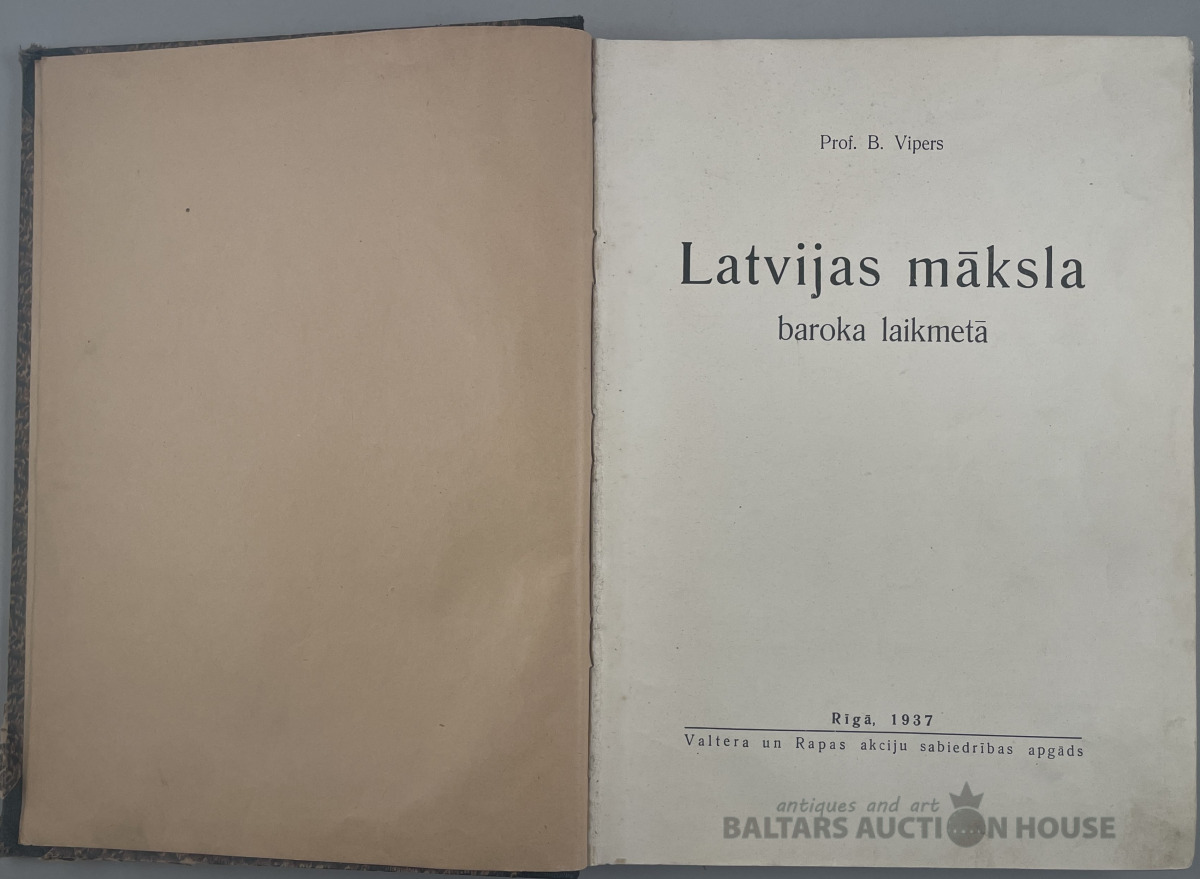 Prof. B. Vipers
Latvijas māksla
baroka laikmetā
Rīgā, 1937
Valtera un Rapas akciju sabiedrības apgāds
antiques and art
BALTARS AUCTION HOUSE